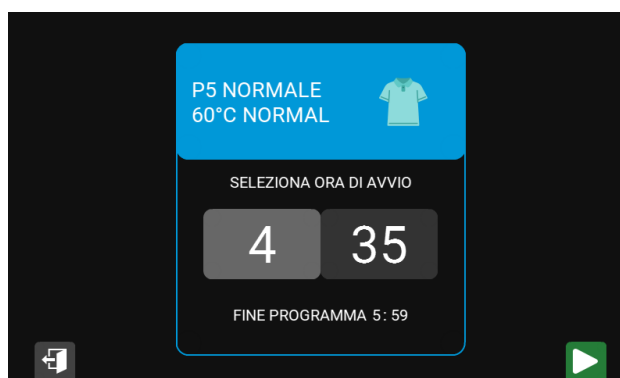 P5 NORMALE
60°C NORMAL
SELEZIONA ORA DI AVVIO
4 35
FINE PROGRAMMA 5:59